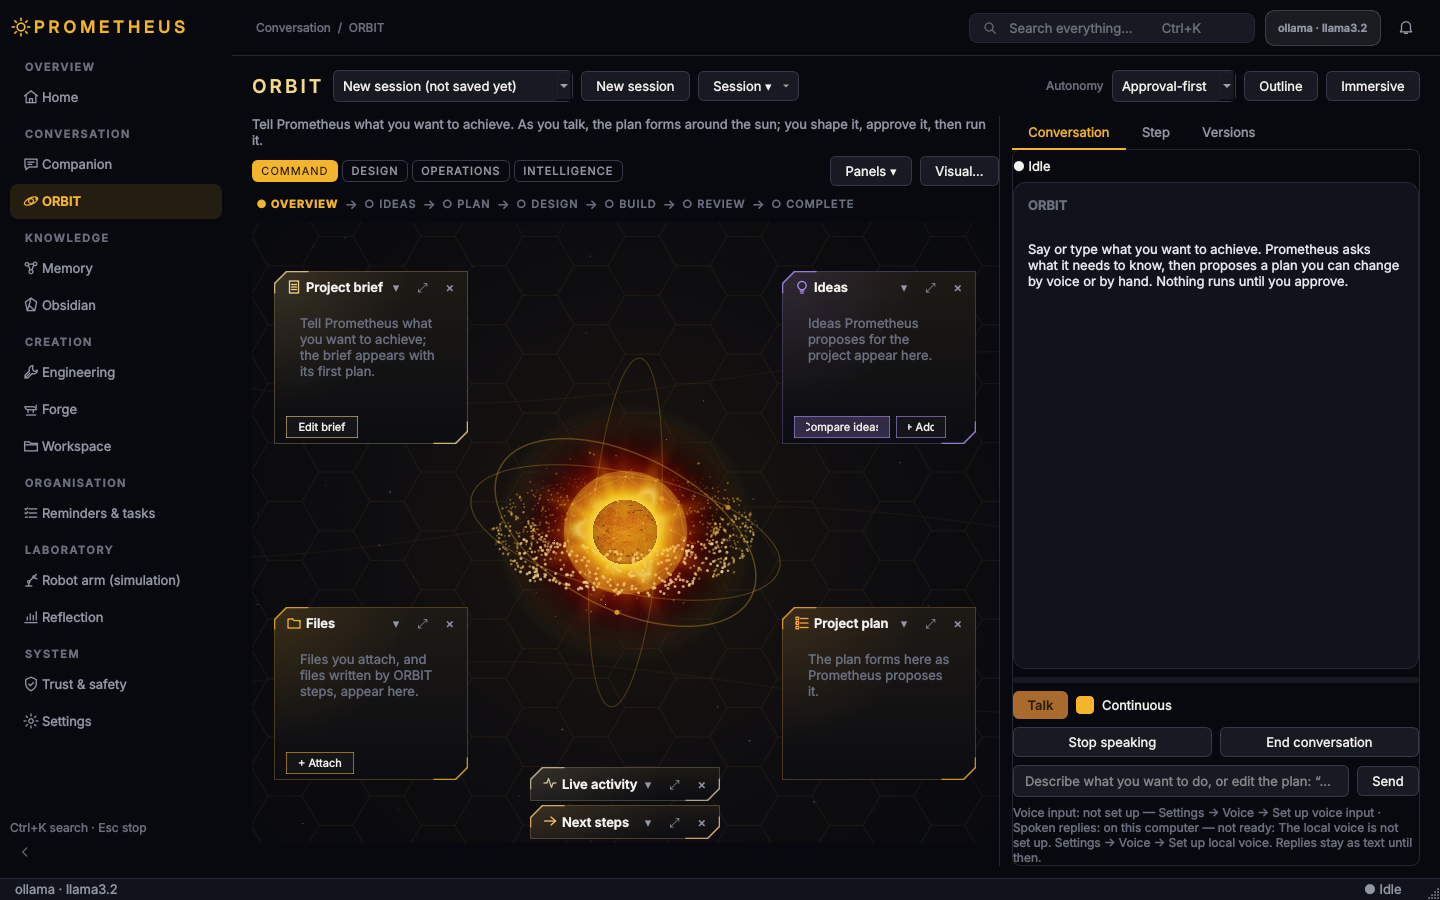 PROMETHEUS
Conversation / ORBIT
Search everything... Ctrl+K
ollama · llama3.2
OVERVIEW
Home
CONVERSATION
Companion
ORBIT
KNOWLEDGE
Memory
Obsidian
CREATION
Engineering
Forge
Workspace
ORGANISATION
Reminders & tasks
LABORATORY
Robot arm (simulation)
Reflection
SYSTEM
Trust & safety
Settings
Ctrl+K search · Esc stop
ORBIT
New session (not saved yet)
New session
Session ▾
Autonomy
Approval-first
Outline
Immersive
Tell Prometheus what you want to achieve. As you talk, the plan forms around the sun; you shape it, approve it, then run
it.
COMMAND
DESIGN
OPERATIONS
INTELLIGENCE
Panels ▾
Visual...
OVERVIEW → IDEAS → PLAN → DESIGN → BUILD → REVIEW → COMPLETE
Project brief
Tell Prometheus what
you want to achieve;
the brief appears with
its first plan.
Edit brief
Ideas
Ideas Prometheus
proposes for the
project appear here.
Compare ideas
+ Add
Files
Files you attach, and
files written by ORBIT
steps, appear here.
+ Attach
Project plan
The plan forms here as
Prometheus proposes
it.
Live activity
Next steps
Conversation
Step
Versions
Idle
ORBIT
Say or type what you want to achieve. Prometheus asks
what it needs to know, then proposes a plan you can change
by voice or by hand. Nothing runs until you approve.
Talk
Continuous
Stop speaking
End conversation
Describe what you want to do, or edit the plan: “...
Send
Voice input: not set up — Settings → Voice → Set up voice input ·
Spoken replies: on this computer — not ready: The local voice is not
set up. Settings → Voice → Set up local voice. Replies stay as text until
then.
ollama · llama3.2
Idle